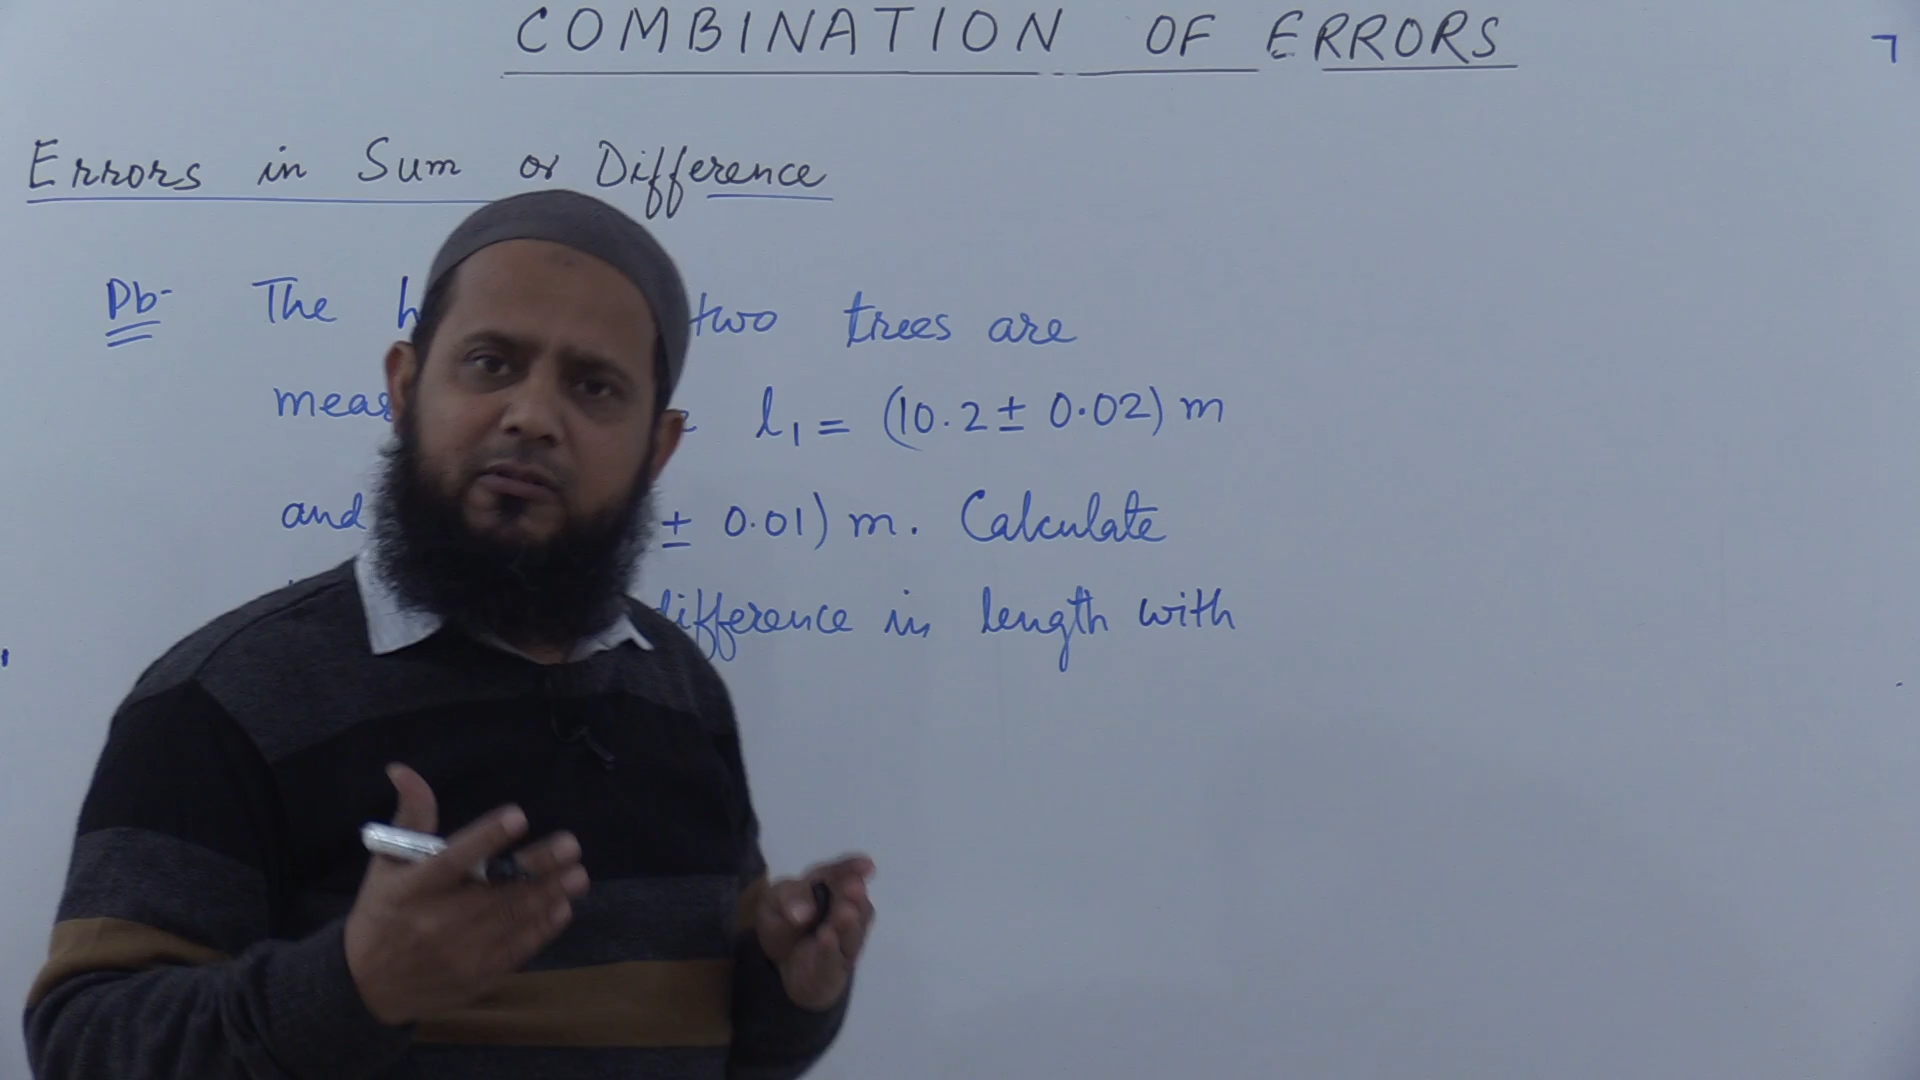 COMBINATION OF ERRORS
7
Errors in Sum or Difference
Pb- The two trees are
l₁ = (10.2 ± 0.02) m
and ± 0.01) m. Calculate
difference in length with